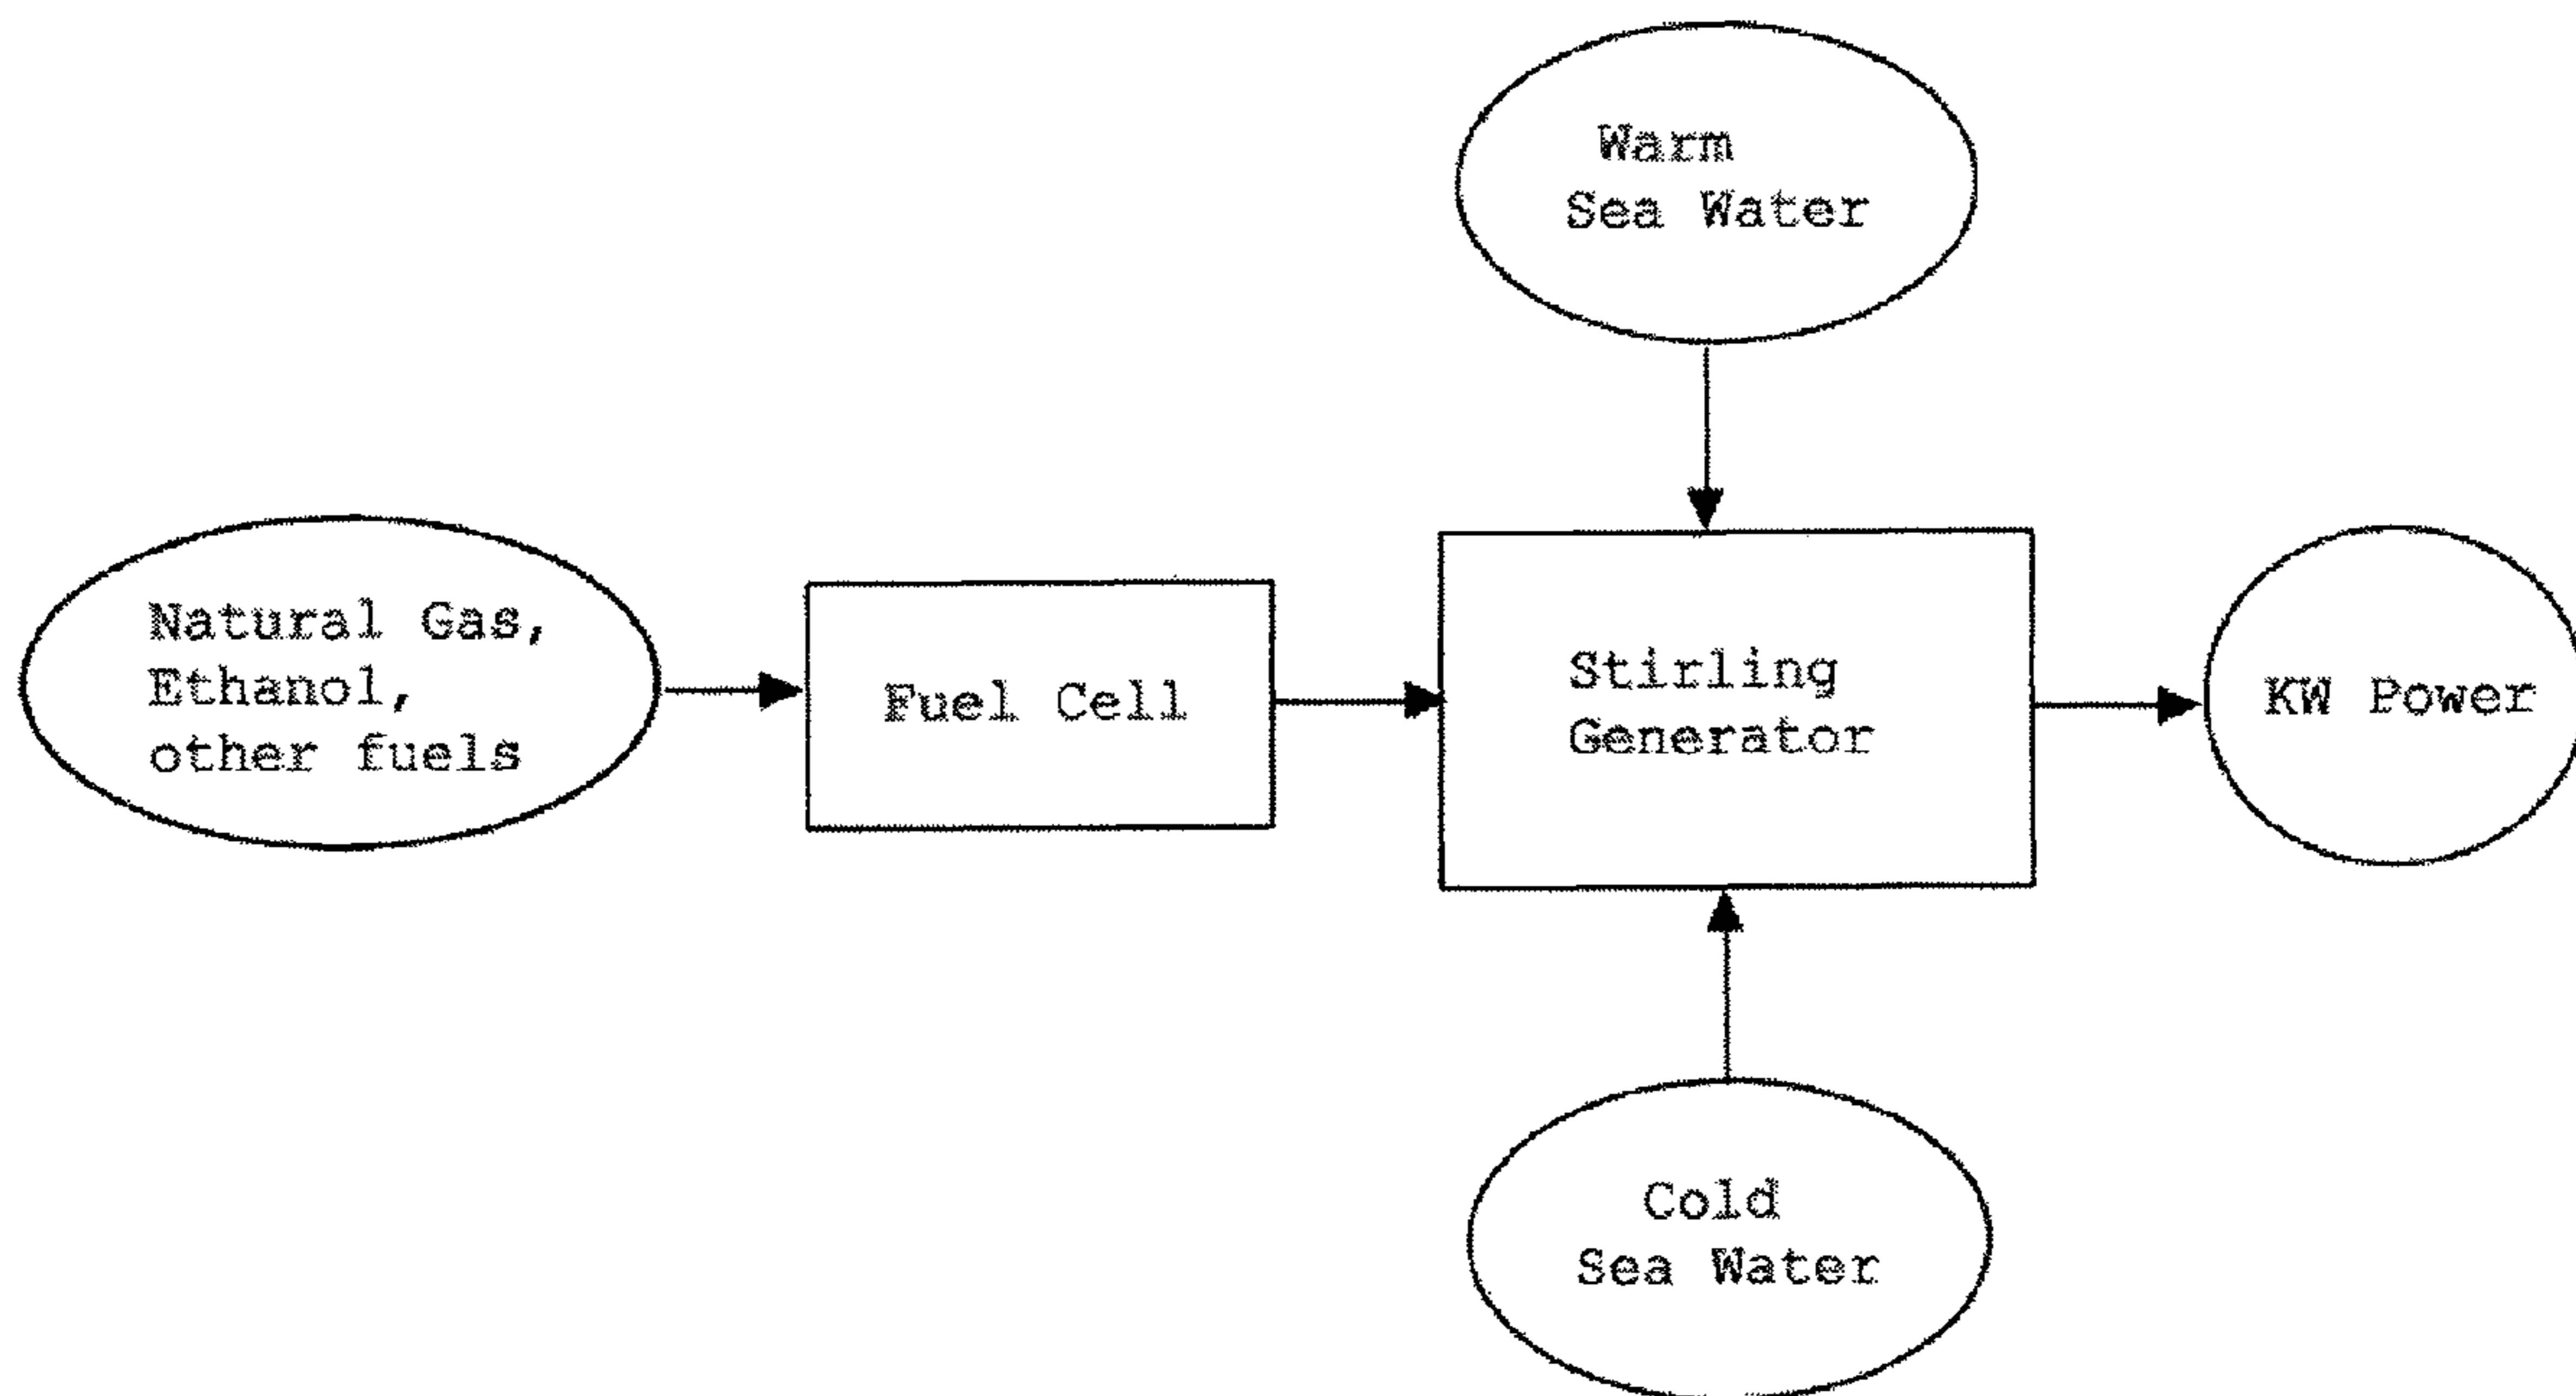 Warm
Sea Water
Natural Gas,
Ethanol,
other fuels
Fuel Cell
Stirling
Generator
KW Power
Cold
Sea Water